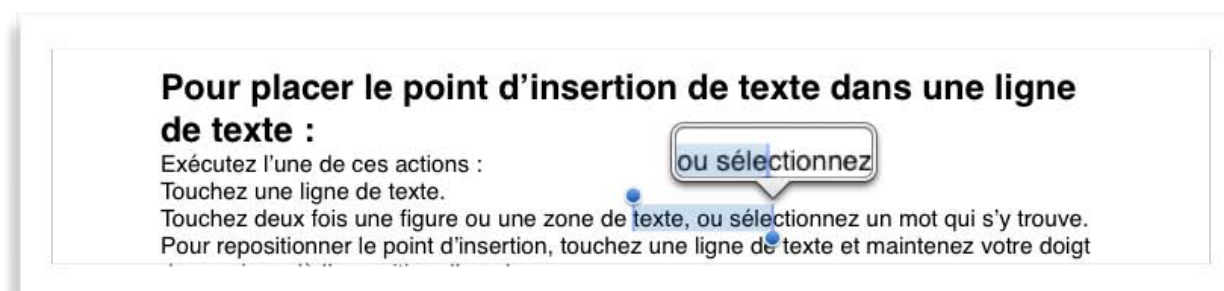 Pour placer le point d’insertion de texte dans une ligne
de texte :
ou sélectionnez
Exécutez l’une de ces actions :
Touchez une ligne de texte.
Touchez deux fois une figure ou une zone de texte, ou sélectionnez un mot qui s’y trouve.
Pour repositionner le point d’insertion, touchez une ligne de texte et maintenez votre doigt